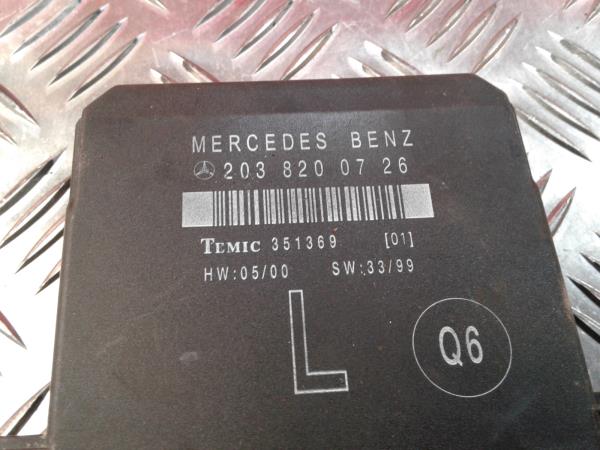 MERCEDES BENZ
203 820 07 26
TEMIC 351369 [01]
HW:05/00 SW:33/99
L
Q6